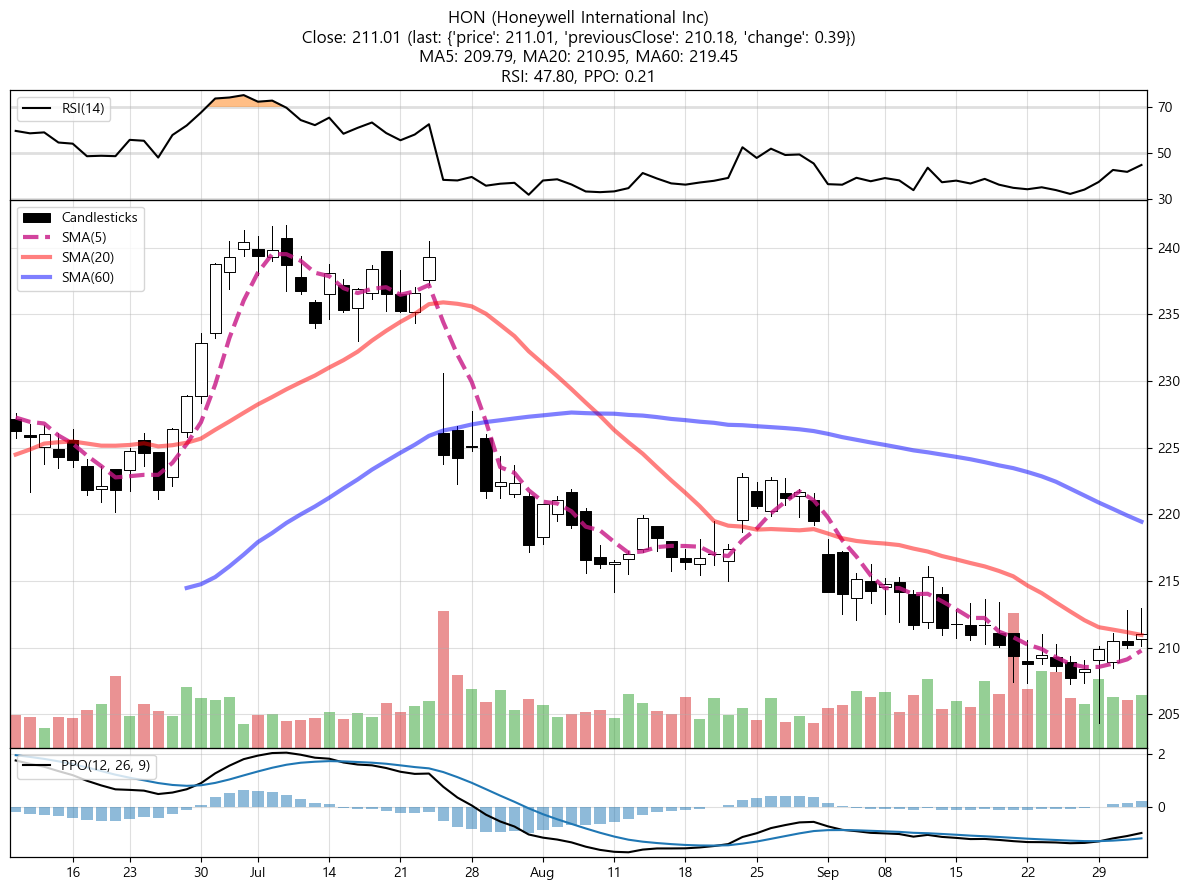 HON (Honeywell International Inc)
Close: 211.01 (last: {'price': 211.01, 'previousClose': 210.18, 'change': 0.39})
MA5: 209.79, MA20: 210.95, MA60: 219.45
RSI: 47.80, PPO: 0.21
RSI(14)
70
50
30
Candlesticks
SMA(5)
SMA(20)
SMA(60)
240
235
230
225
220
215
210
205
PPO(12, 26, 9)
2
0
16 23 30 Jul 14 21 28 Aug 11 18 25 Sep 08 15 22 29